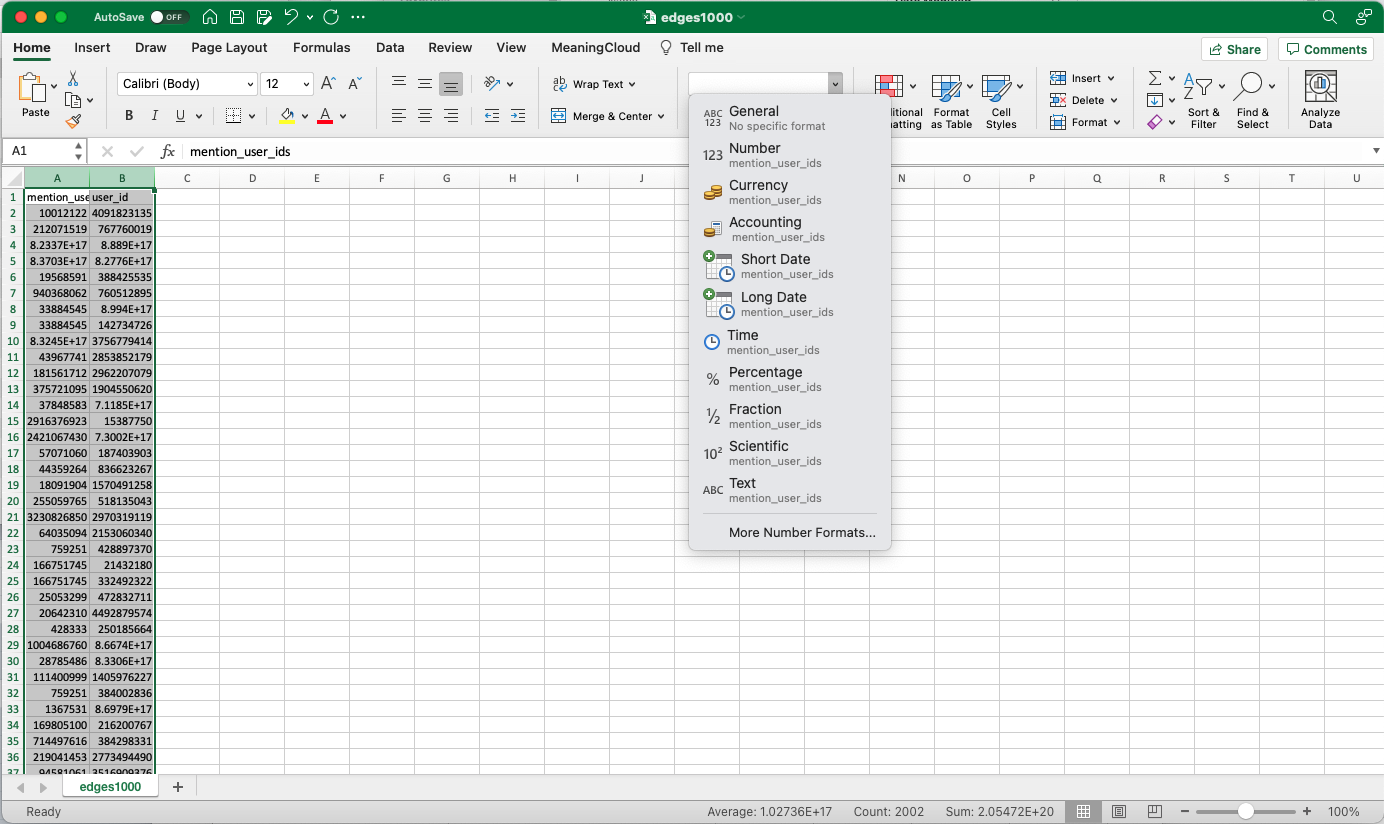 AutoSave OFF edges1000
Home Insert Draw Page Layout Formulas Data Review View MeaningCloud Tell me Share Comments
Paste Calibri (Body) 12 A^ Aˇ Wrap Text Insert
B I U A Merge & Center Delete
Format as Table Cell Styles Format Sort & Filter Find & Select Analyze Data
A1 fx mention_user_ids
General
ABC 123 No specific format
Number
123 mention_user_ids
Currency
mention_user_ids
Accounting
mention_user_ids
Short Date
mention_user_ids
Long Date
mention_user_ids
Time
mention_user_ids
Percentage
% mention_user_ids
Fraction
½ mention_user_ids
Scientific
10² mention_user_ids
Text
ABC mention_user_ids
More Number Formats...
A B C D E F G H I J N O P Q R S T U
1 mention_use user_id
2 10012122 4091823135
3 212071519 767760019
4 8.2337E+17 8.889E+17
5 8.3703E+17 8.2776E+17
6 19568591 388425535
7 940368062 760512895
8 33884545 8.994E+17
9 33884545 142734726
10 8.3245E+17 3756779414
11 43967741 2853852179
12 181561712 2962207079
13 375721095 1904550620
14 37848583 7.1185E+17
15 2916376923 15387750
16 2421067430 7.3002E+17
17 57071060 187403903
18 44359264 836623267
19 18091904 1570491258
20 255059765 518135043
21 3230826850 2970319119
22 64035094 2153060340
23 759251 428897370
24 166751745 21432180
25 166751745 332492322
26 25053299 472832711
27 20642310 4492879574
28 428333 250185664
29 1004686760 8.6674E+17
30 28785486 8.3306E+17
31 111400999 1405976227
32 759251 384002836
33 1367531 8.6979E+17
34 169805100 216200767
35 714497616 384298331
36 219041453 2773494490
37 94581061 3516909376
edges1000 +
Ready Average: 1.02736E+17 Count: 2002 Sum: 2.05472E+20 100%